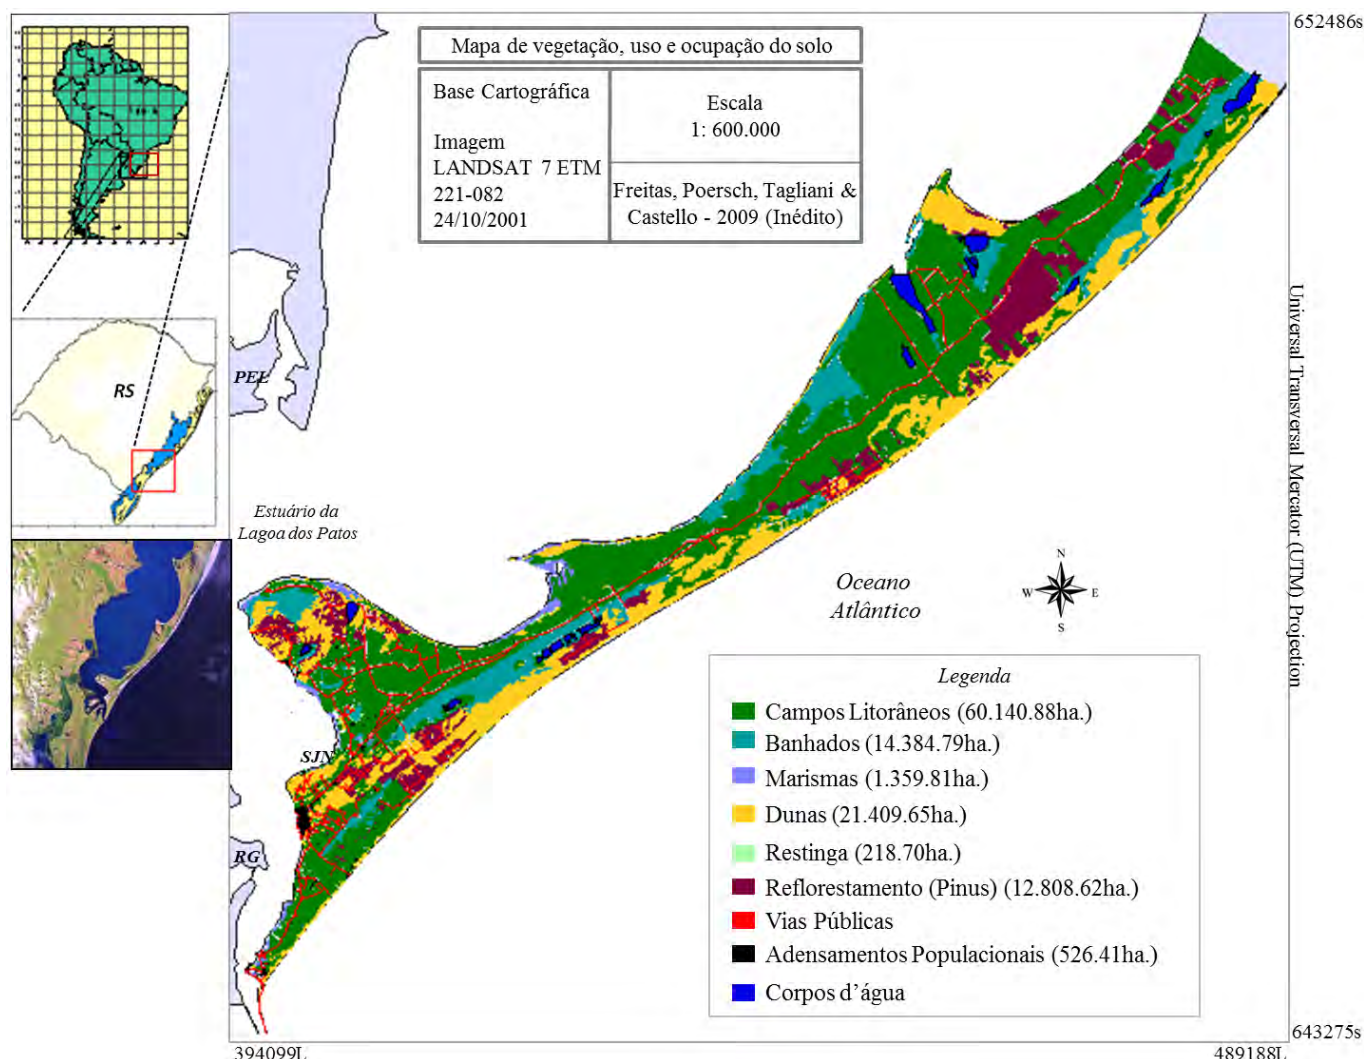 652486s
Mapa de vegetação, uso e ocupação do solo
Base Cartográfica
Imagem
LANDSAT 7 ETM
221-082
24/10/2001
Escala
1: 600.000
Freitas, Poersch, Tagliani &
Castello - 2009 (Inédito)
RS
PEL
Estuário da
Lagoa dos Patos
SJN
RG
Oceano
Atlântico
N
W
E
S
Universal Transversal Mercator (UTM) Projection
Legenda
Campos Litorâneos (60.140.88ha.)
Banhados (14.384.79ha.)
Marismas (1.359.81ha.)
Dunas (21.409.65ha.)
Restinga (218.70ha.)
Reflorestamento (Pinus) (12.808.62ha.)
Vias Públicas
Adensamentos Populacionais (526.41ha.)
Corpos d'água
643275s
394099L
489188L